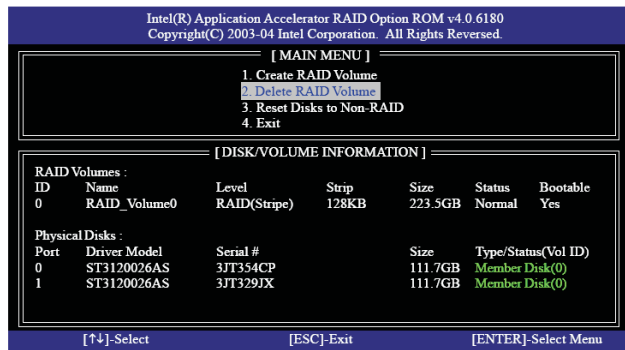 Intel(R) Application Accelerator RAID Option ROM v4.0.6180
Copyright(C) 2003-04 Intel Corporation. All Rights Reversed.
[ MAIN MENU ]
1. Create RAID Volume
2. Delete RAID Volume
3. Reset Disks to Non-RAID
4. Exit
[ DISK/VOLUME INFORMATION ]
RAID Volumes :
ID Name Level Strip Size Status Bootable
0 RAID_Volume0 RAID(Stripe) 128KB 223.5GB Normal Yes
Physical Disks :
Port Driver Model Serial # Size Type/Status(Vol ID)
0 ST3120026AS 3JT354CP 111.7GB Member Disk(0)
1 ST3120026AS 3JT329JX 111.7GB Member Disk(0)
[↑↓]-Select [ESC]-Exit [ENTER]-Select Menu